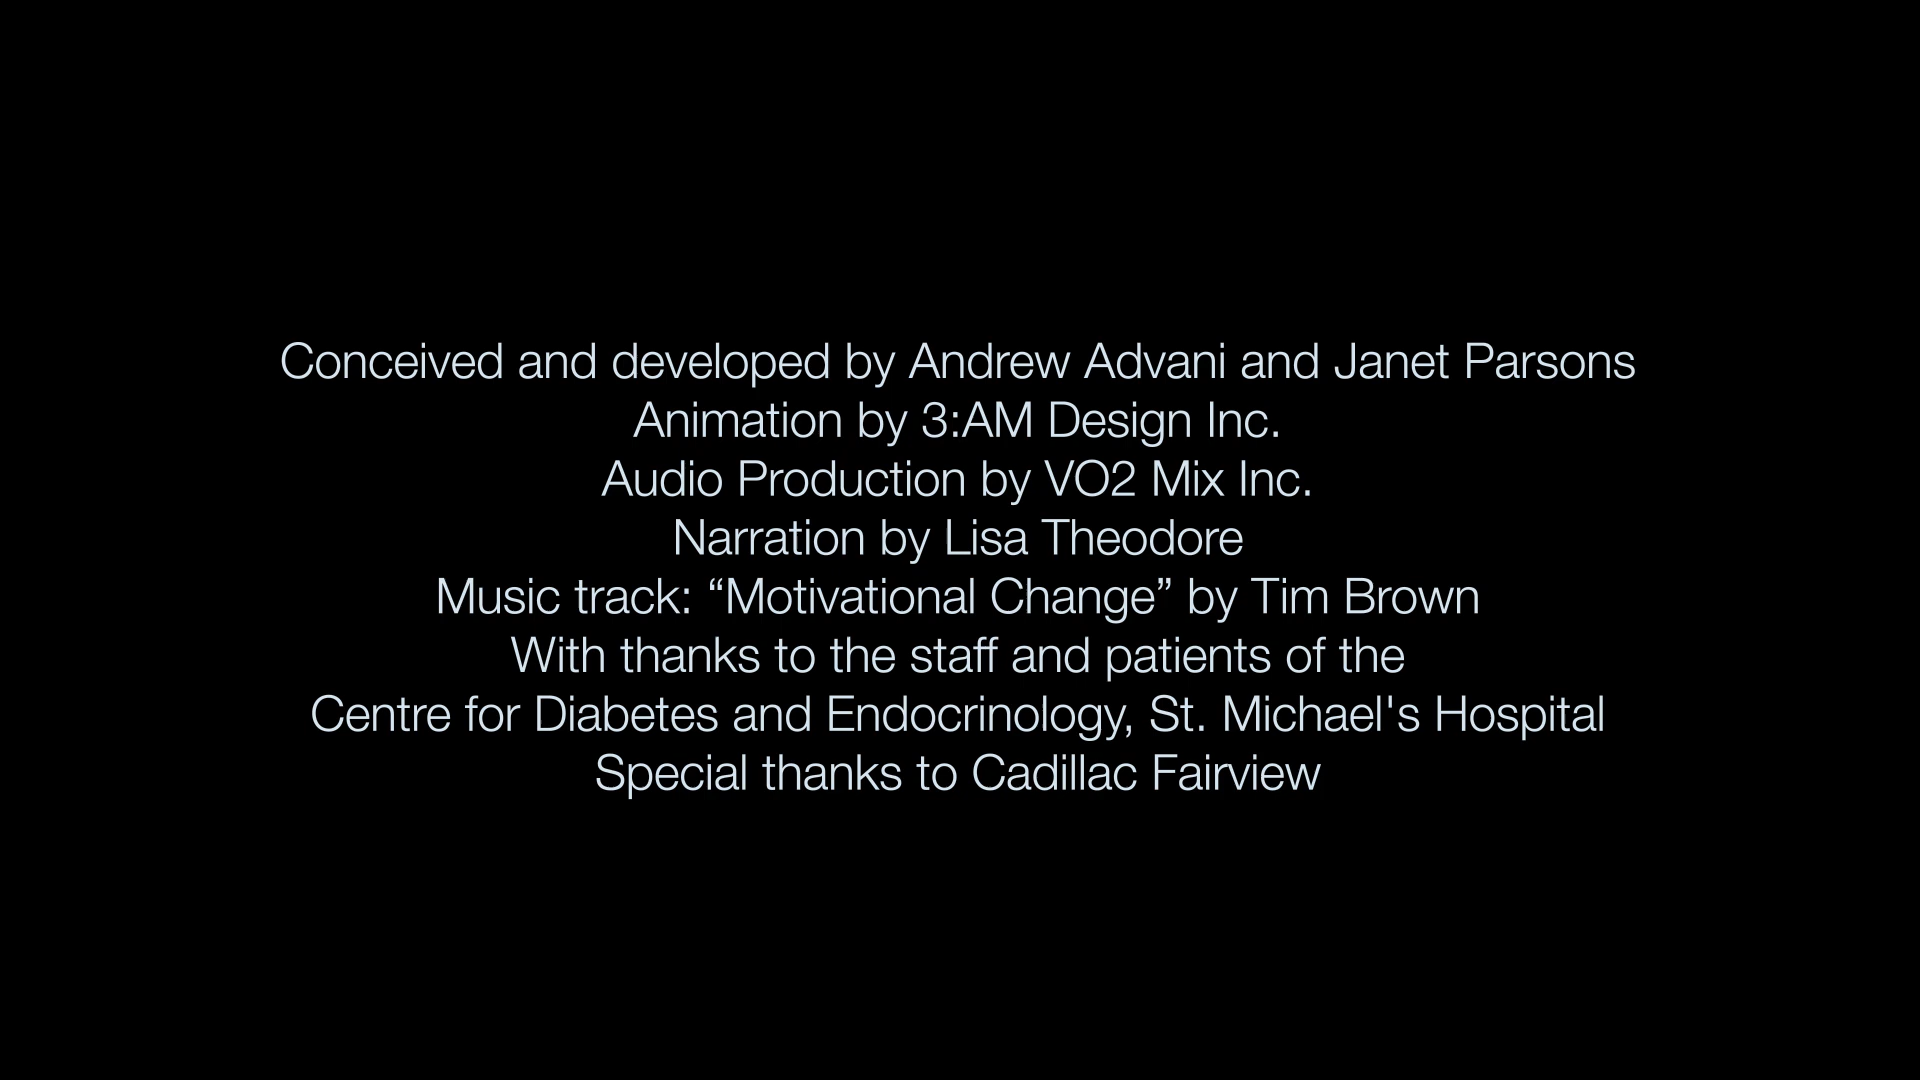 Conceived and developed by Andrew Advani and Janet Parsons
Animation by 3:AM Design Inc.
Audio Production by VO2 Mix Inc.
Narration by Lisa Theodore
Music track: “Motivational Change” by Tim Brown
With thanks to the staff and patients of the
Centre for Diabetes and Endocrinology, St. Michael's Hospital
Special thanks to Cadillac Fairview